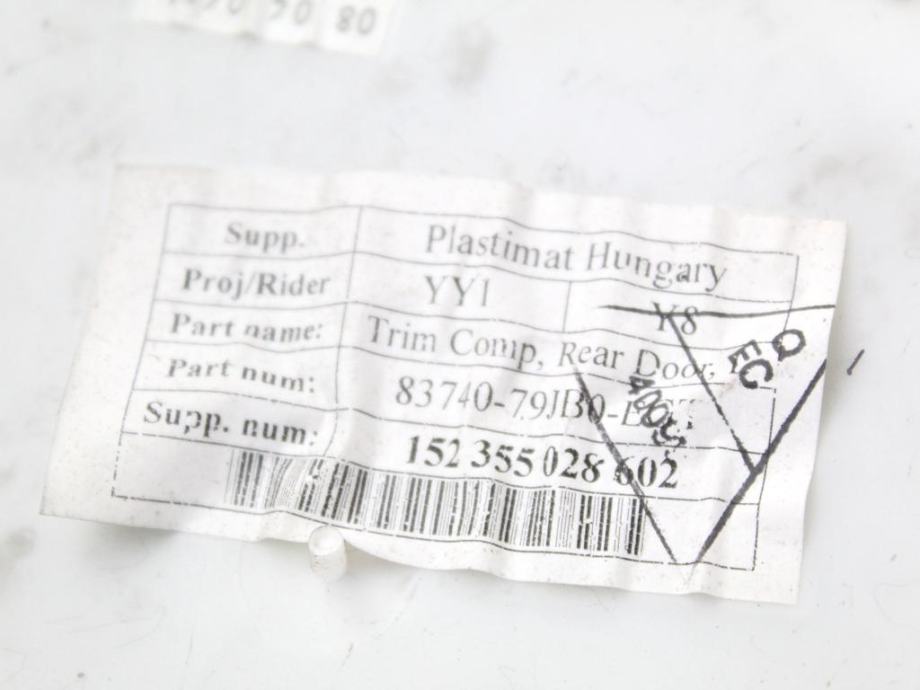 80
Supp. Plastimat Hungary
Proj/Rider YY1 Y8
Part name: Trim Comp, Rear Door,
Part num: 83740-79JB0-
Supp. num: 152 355 028 602
Q
EC